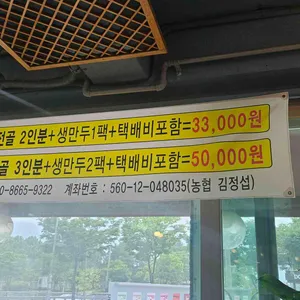 전골 2인분+생만두1팩+택배비포함=33,000원
골 3인분+생만두2팩+택배비포함=50,000원
0-8665-9322 계좌번호 : 560-12-048035(농협 김정섭)